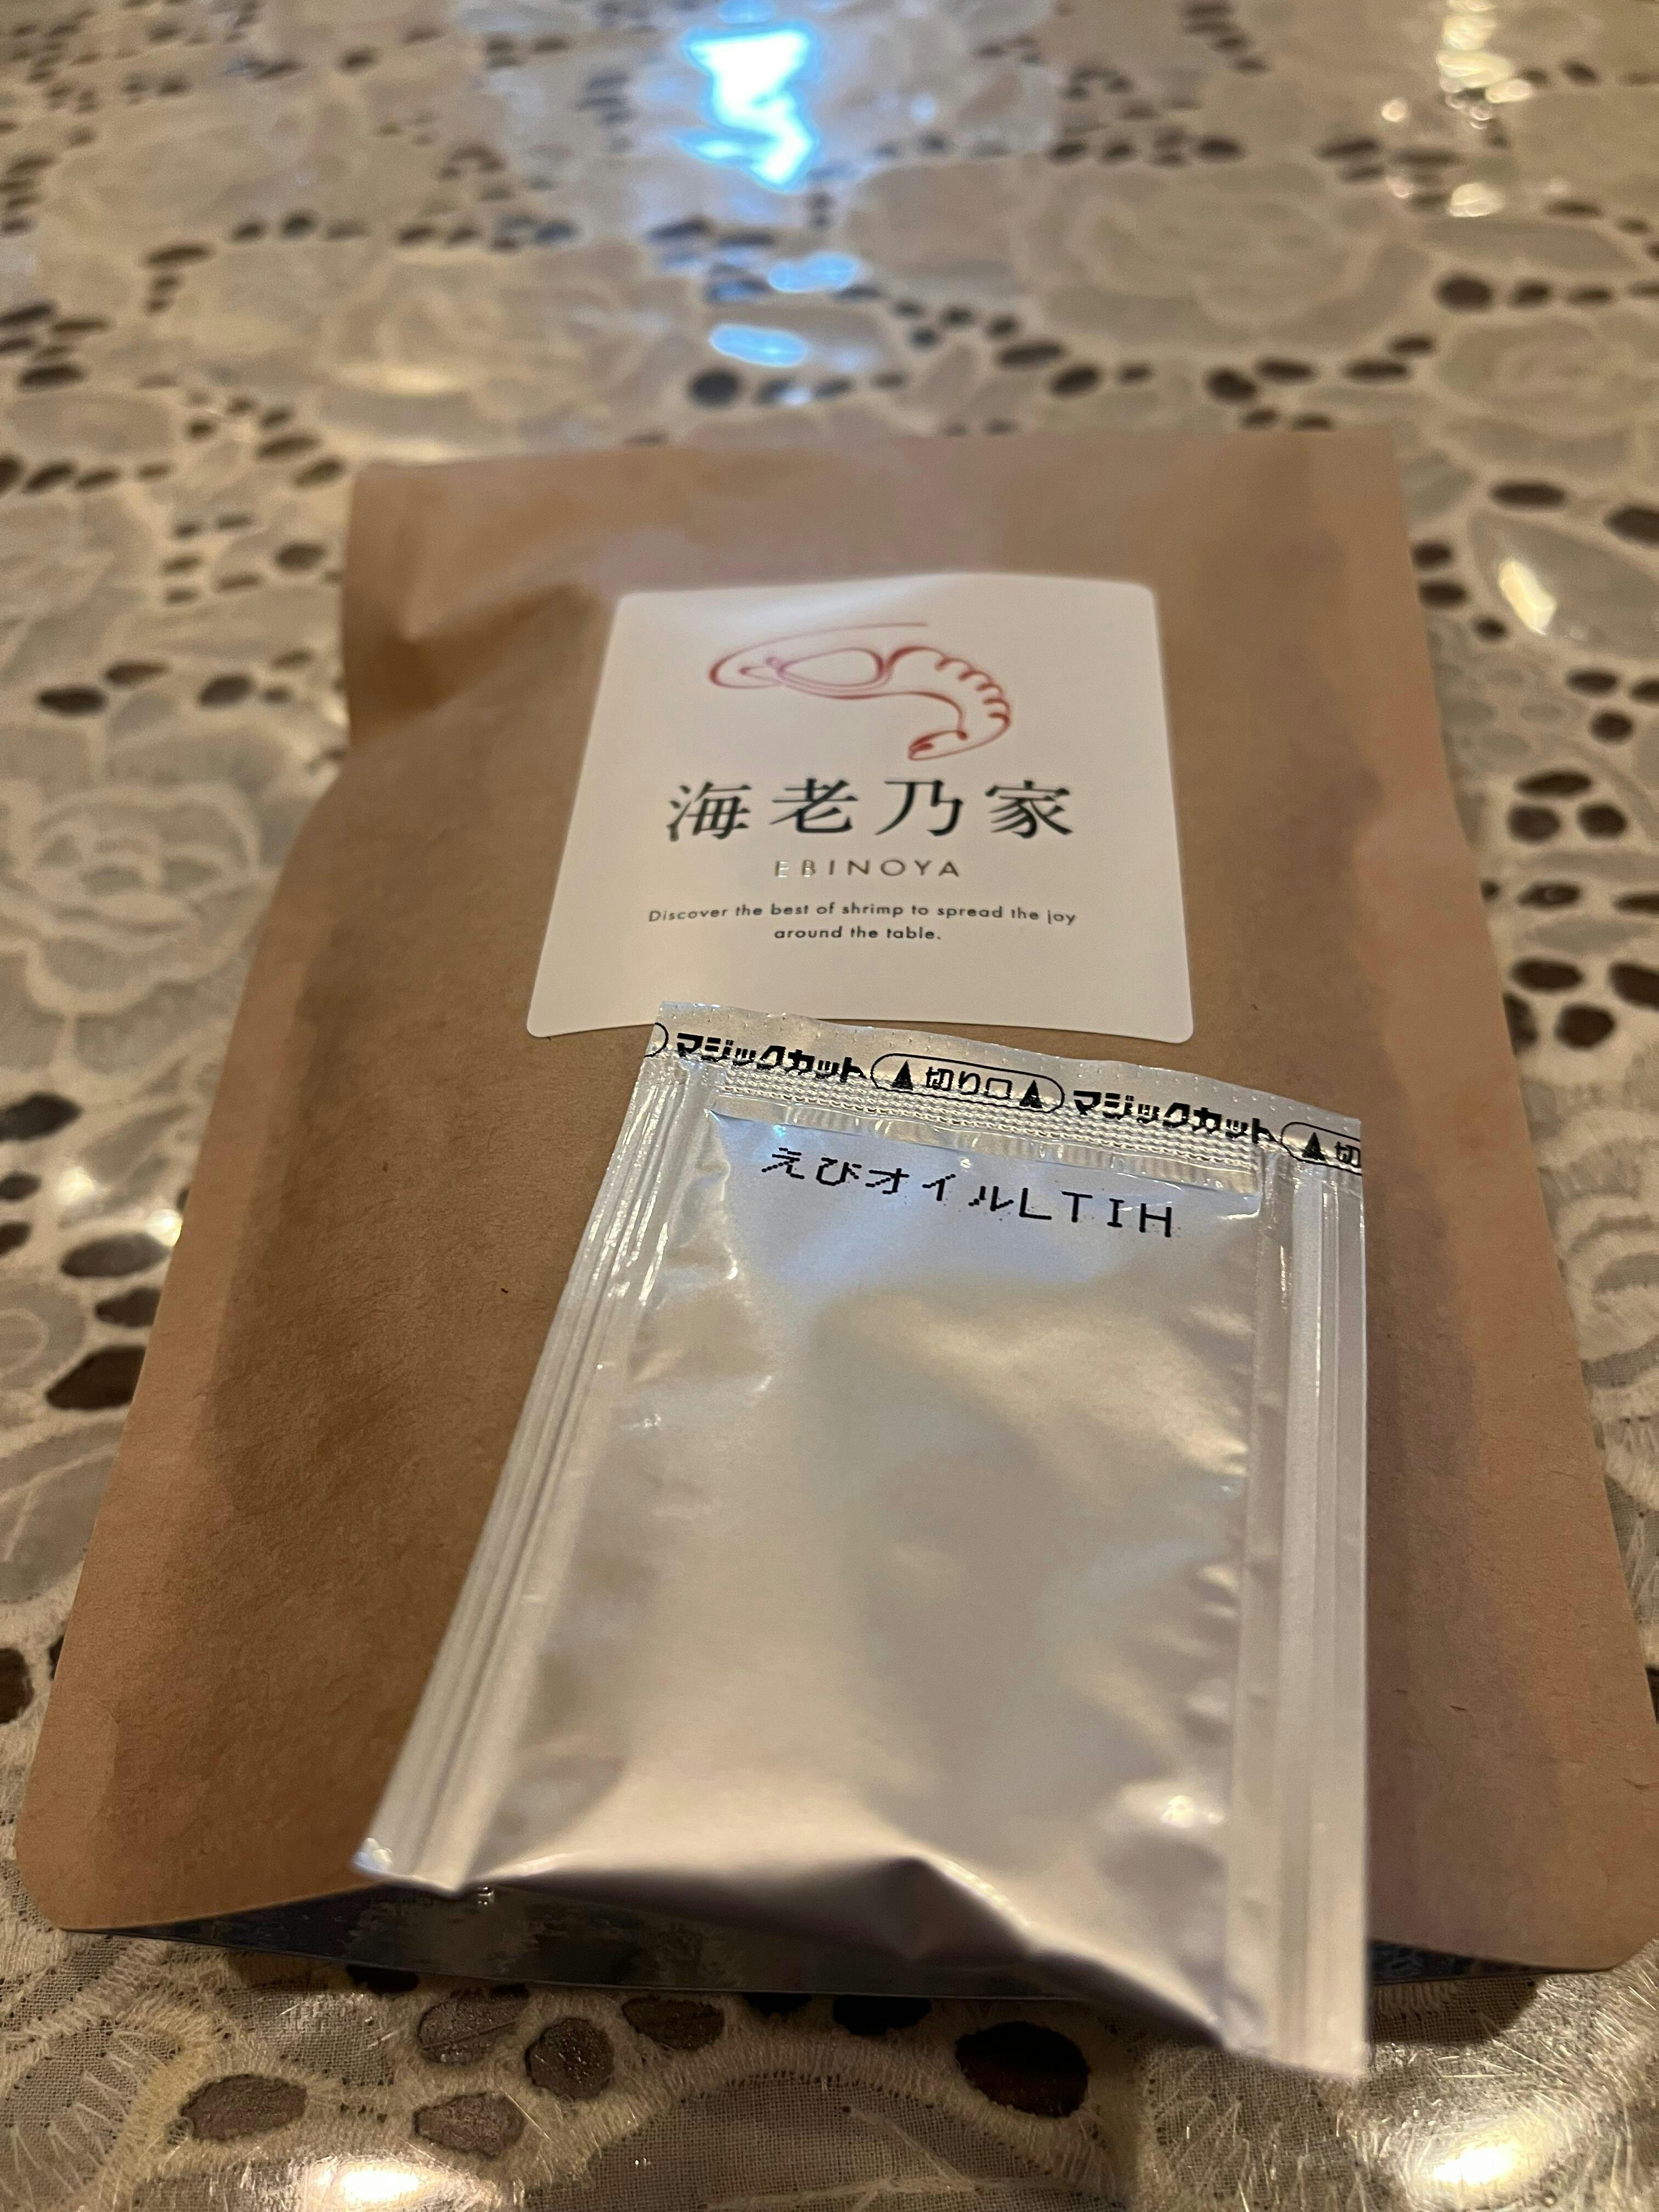 海老乃家
EBINOYA
Discover the best of shrimp to spread the joy
around the table.
マジックカット ▲切り口▲ マジックカット ▲切
えびオイルLTIH